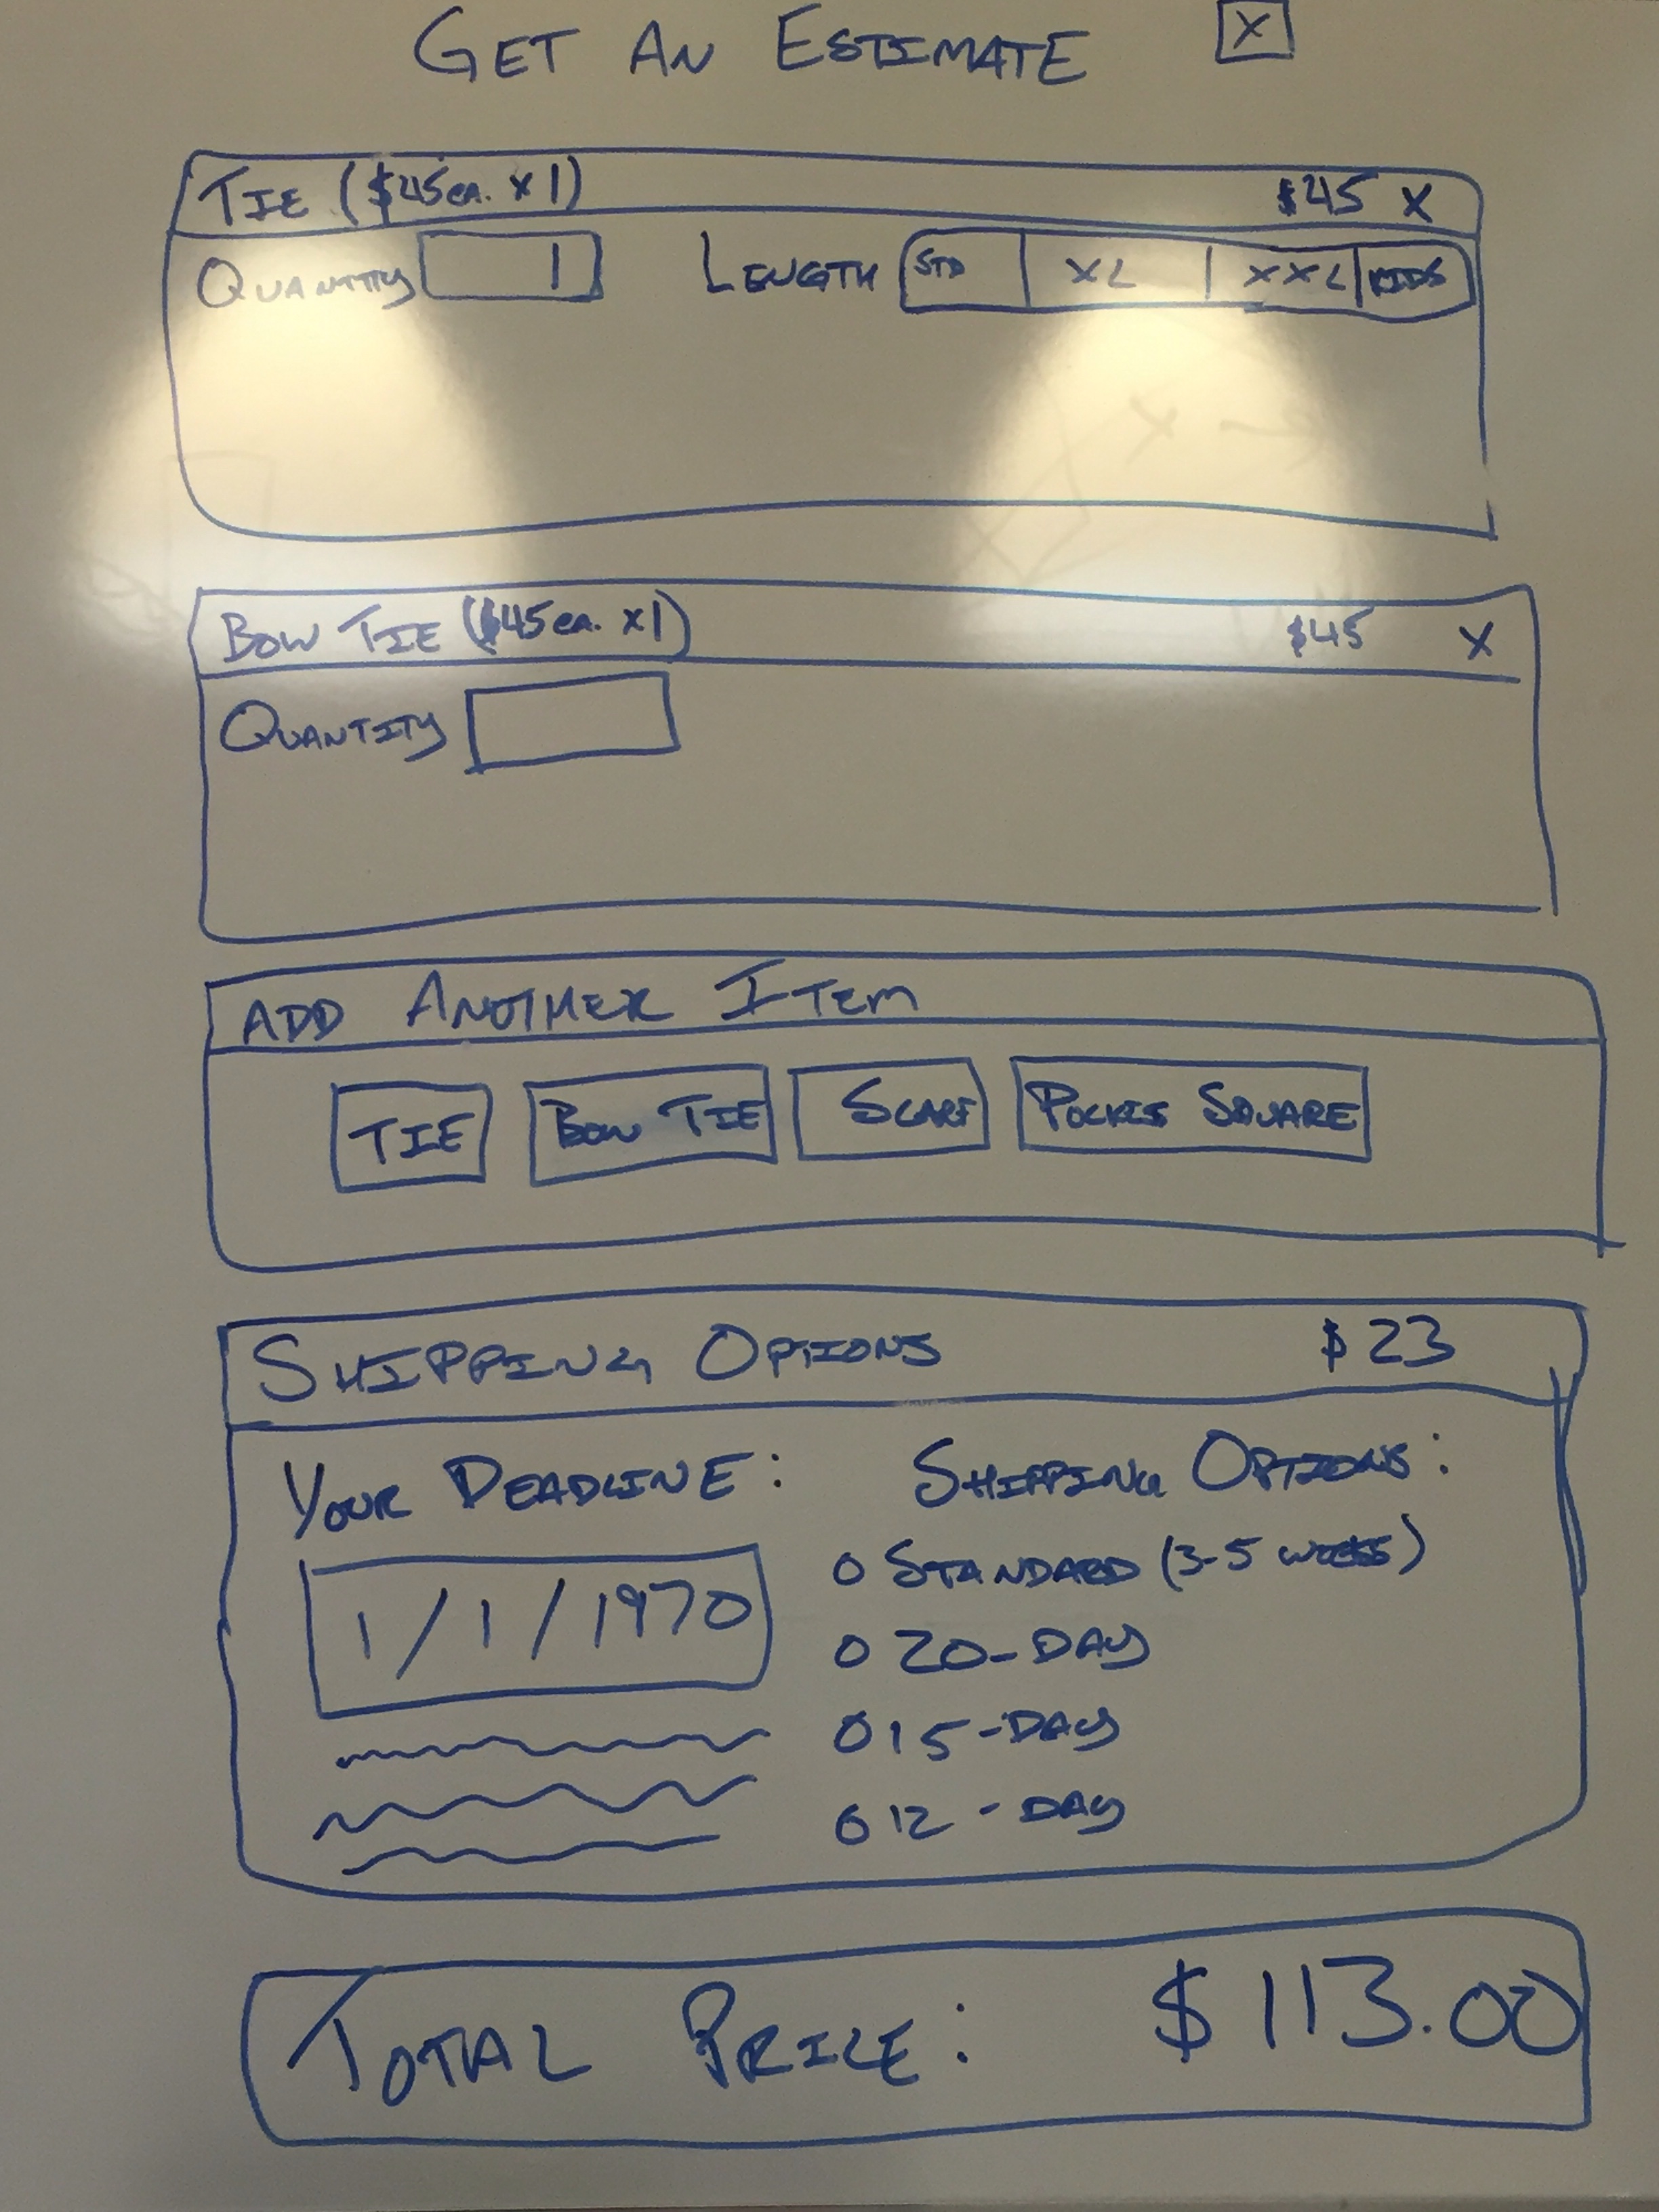 GET AN ESTIMATE X
TIE ($45ea. x1) $45 X
QUANTITY 1 LENGTH STD XL XXL KIDS
BOW TIE ($45ea. x1) $45 X
QUANTITY
ADD ANOTHER ITEM
TIE BOW TIE SCARF POCKET SQUARE
SHIPPING OPTIONS $23
YOUR DEADLINE: SHIPPING OPTIONS:
1/1/1970
O STANDARD (3-5 WEEKS)
O 20-DAY
O 15-DAY
O 12-DAY
TOTAL PRICE: $113.00